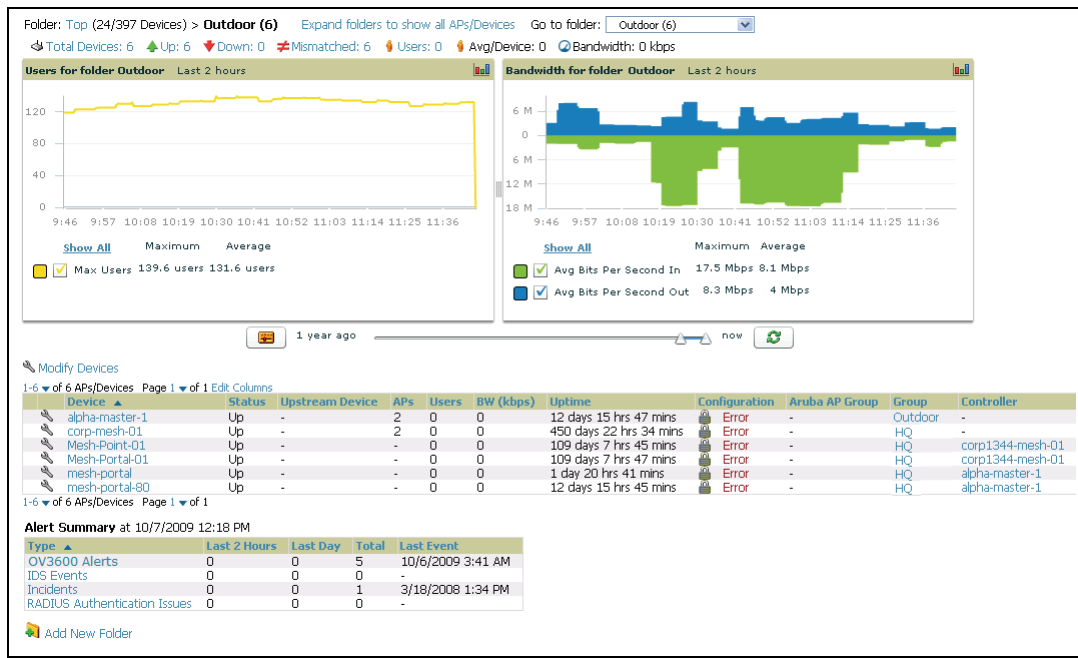 Folder: Top (24/397 Devices) > Outdoor (6) Expand folders to show all APs/Devices Go to folder: Outdoor (6)
Total Devices: 6 Up: 6 Down: 0 Mismatched: 6 Users: 0 Avg/Device: 0 Bandwidth: 0 kbps
Users for folder Outdoor Last 2 hours
120
80
40
0
9:46 9:57 10:08 10:19 10:30 10:41 10:52 11:03 11:14 11:25 11:36
Show All Maximum Average
Max Users 139.6 users 131.6 users
Bandwidth for folder Outdoor Last 2 hours
6 M
0
6 M
12 M
18 M
9:46 9:57 10:08 10:19 10:30 10:41 10:52 11:03 11:14 11:25 11:36
Show All Maximum Average
Avg Bits Per Second In 17.5 Mbps 8.1 Mbps
Avg Bits Per Second Out 8.3 Mbps 4 Mbps
1 year ago now
Modify Devices
1-6 of 6 APs/Devices Page 1 of 1 Edit Columns
Device Status Upstream Device APs Users BW (kbps) Uptime Configuration Aruba AP Group Group Controller
alpha-master-1 Up - 2 0 0 12 days 15 hrs 47 mins Error - Outdoor -
corp-mesh-01 Up - 2 0 0 450 days 22 hrs 34 mins Error - HQ -
Mesh-Point-01 Up - - 0 0 109 days 7 hrs 45 mins Error - HQ corp1344-mesh-01
Mesh-Portal-01 Up - - 0 0 109 days 7 hrs 47 mins Error - HQ corp1344-mesh-01
mesh-portal Up - - 0 0 1 day 20 hrs 41 mins Error - HQ alpha-master-1
mesh-portal-80 Up - - 0 0 12 days 15 hrs 45 mins Error - HQ alpha-master-1
1-6 of 6 APs/Devices Page 1 of 1
Alert Summary at 10/7/2009 12:18 PM
Type Last 2 Hours Last Day Total Last Event
OV3600 Alerts 0 0 5 10/6/2009 3:41 AM
IDS Events 0 0 0 -
Incidents 0 0 1 3/18/2008 1:34 PM
RADIUS Authentication Issues 0 0 0 -
Add New Folder